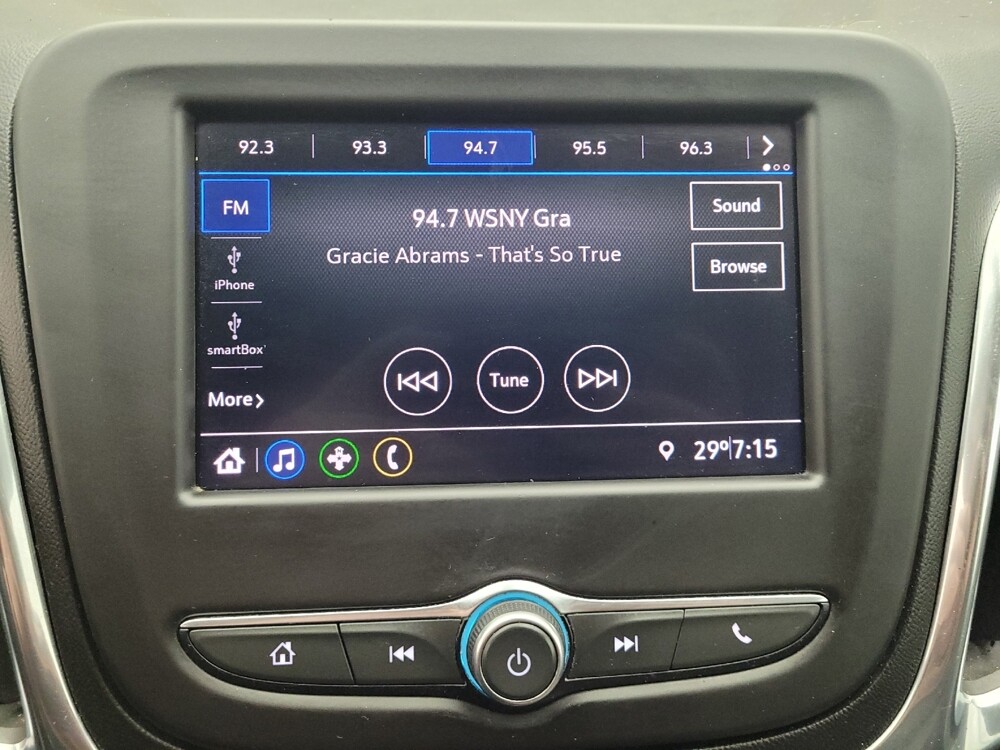 92.3 93.3 94.7 95.5 96.3
FM
94.7 WSNY Gra
Sound
Gracie Abrams - That's So True
Browse
iPhone
smartBox
More
Tune
29° 7:15